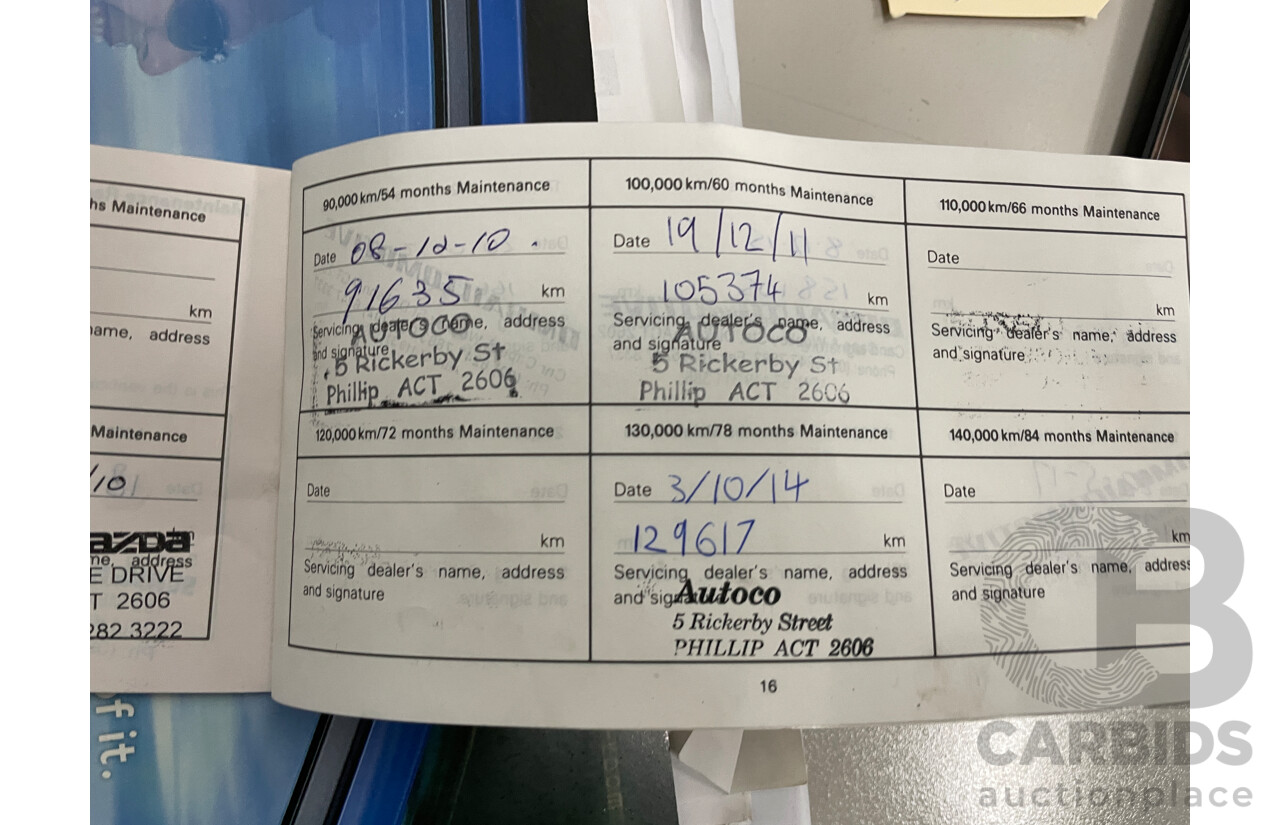 hs Maintenance
km
ame, address
Maintenance
/10
azda
ne, address
E DRIVE
T 2606
282 3222
90,000 km/54 months Maintenance
Date 08-12-10
91635 km
Servicing dealer's name, address
and signature
AUTOCO
5 Rickerby St
Phillip ACT 2606
100,000 km/60 months Maintenance
Date 19/12/11
105374 km
Servicing dealer's name, address
and signature
AUTOCO
5 Rickerby St
Phillip ACT 2606
110,000 km/66 months Maintenance
Date
km
Servicing dealer's name, address
and signature
120,000 km/72 months Maintenance
Date
km
Servicing dealer's name, address
and signature
130,000 km/78 months Maintenance
Date 3/10/14
129617 km
Servicing dealer's name, address
and signature
Autoco
5 Rickerby Street
PHILLIP ACT 2606
140,000 km/84 months Maintenance
Date
km
Servicing dealer's name, address
and signature
16
of it.
CARBIDS
auctionplace